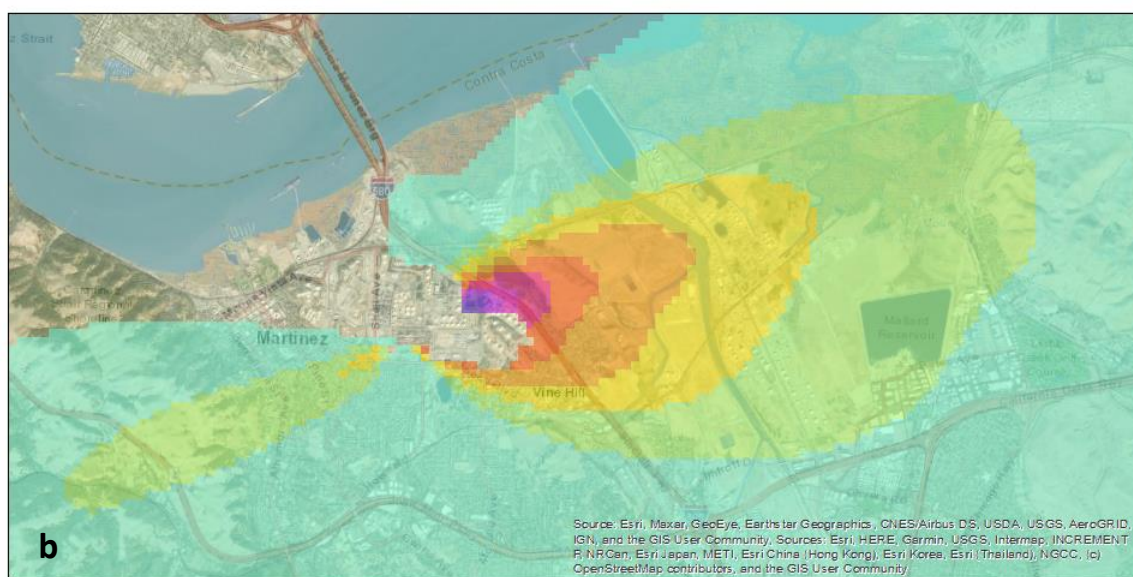 z Strait
Contra Costa
680
Martinez
Vine Hill
Mallard
Reservoir
Imhoff D
b
Source: Esri, Maxar, GeoEye, Earthstar Geographics, CNES/Airbus DS, USDA, USGS, AeroGRID,
IGN, and the GIS User Community, Sources: Esri, HERE, Garmin, USGS, Intermap, INCREMENT
P, NRCan, Esri Japan, METI, Esri China (Hong Kong), Esri Korea, Esri (Thailand), NGCC, (c)
OpenStreetMap contributors, and the GIS User Community